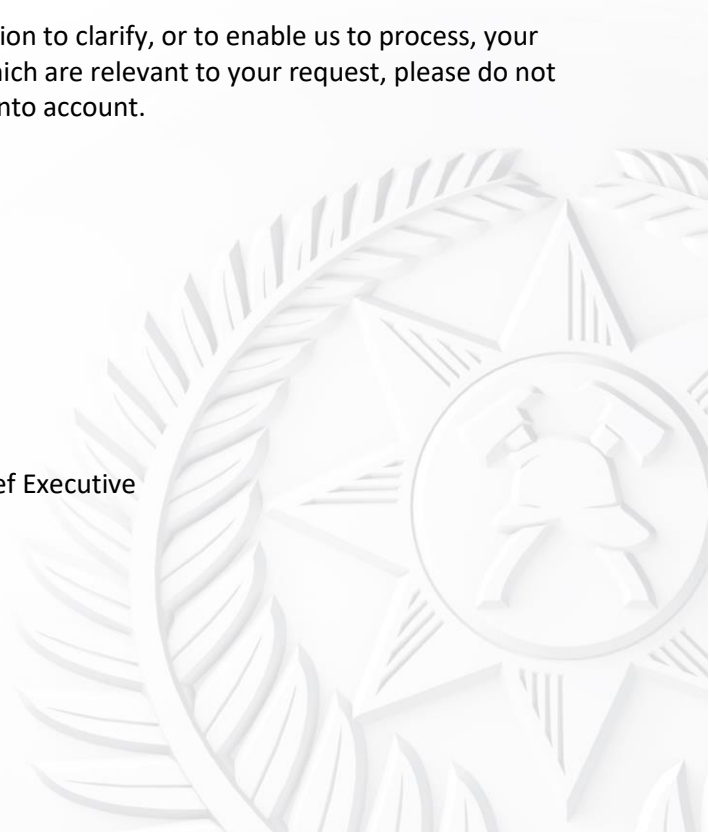 ion to clarify, or to enable us to process, your
hich are relevant to your request, please do not
nto account.
ef Executive